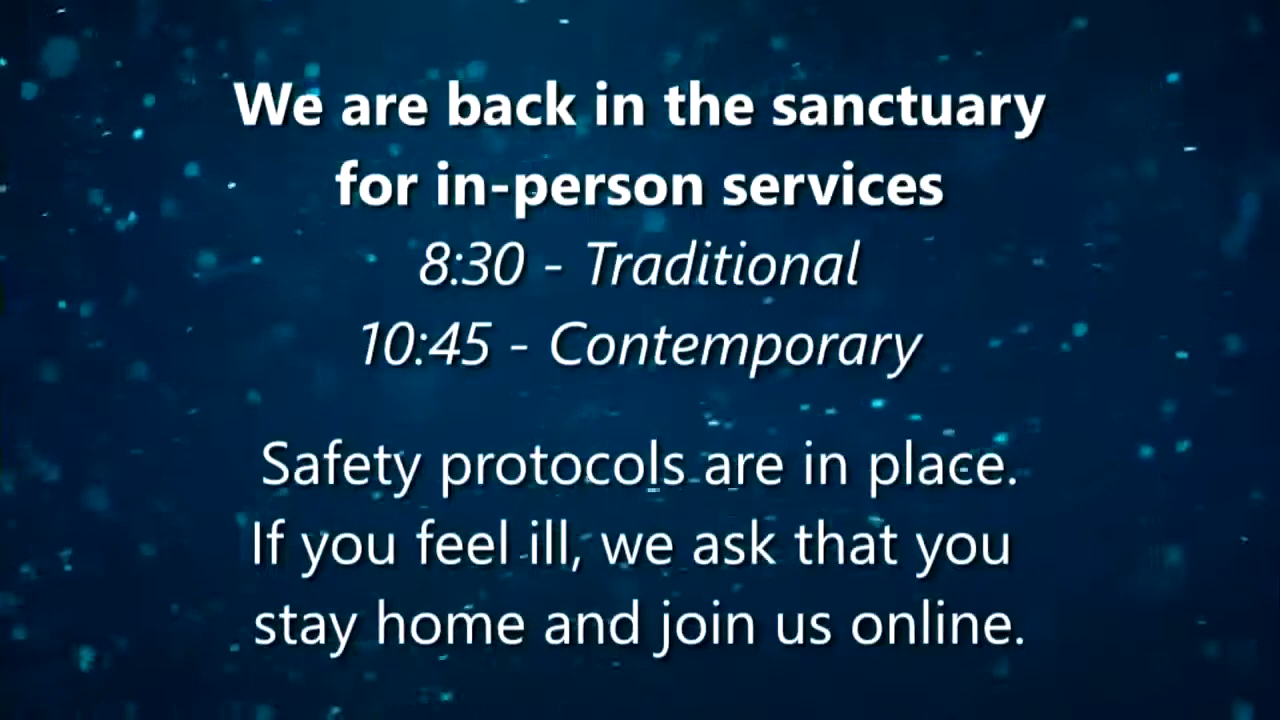 We are back in the sanctuary
for in-person services
8:30 - Traditional
10:45 - Contemporary
Safety protocols are in place.
If you feel ill, we ask that you
stay home and join us online.